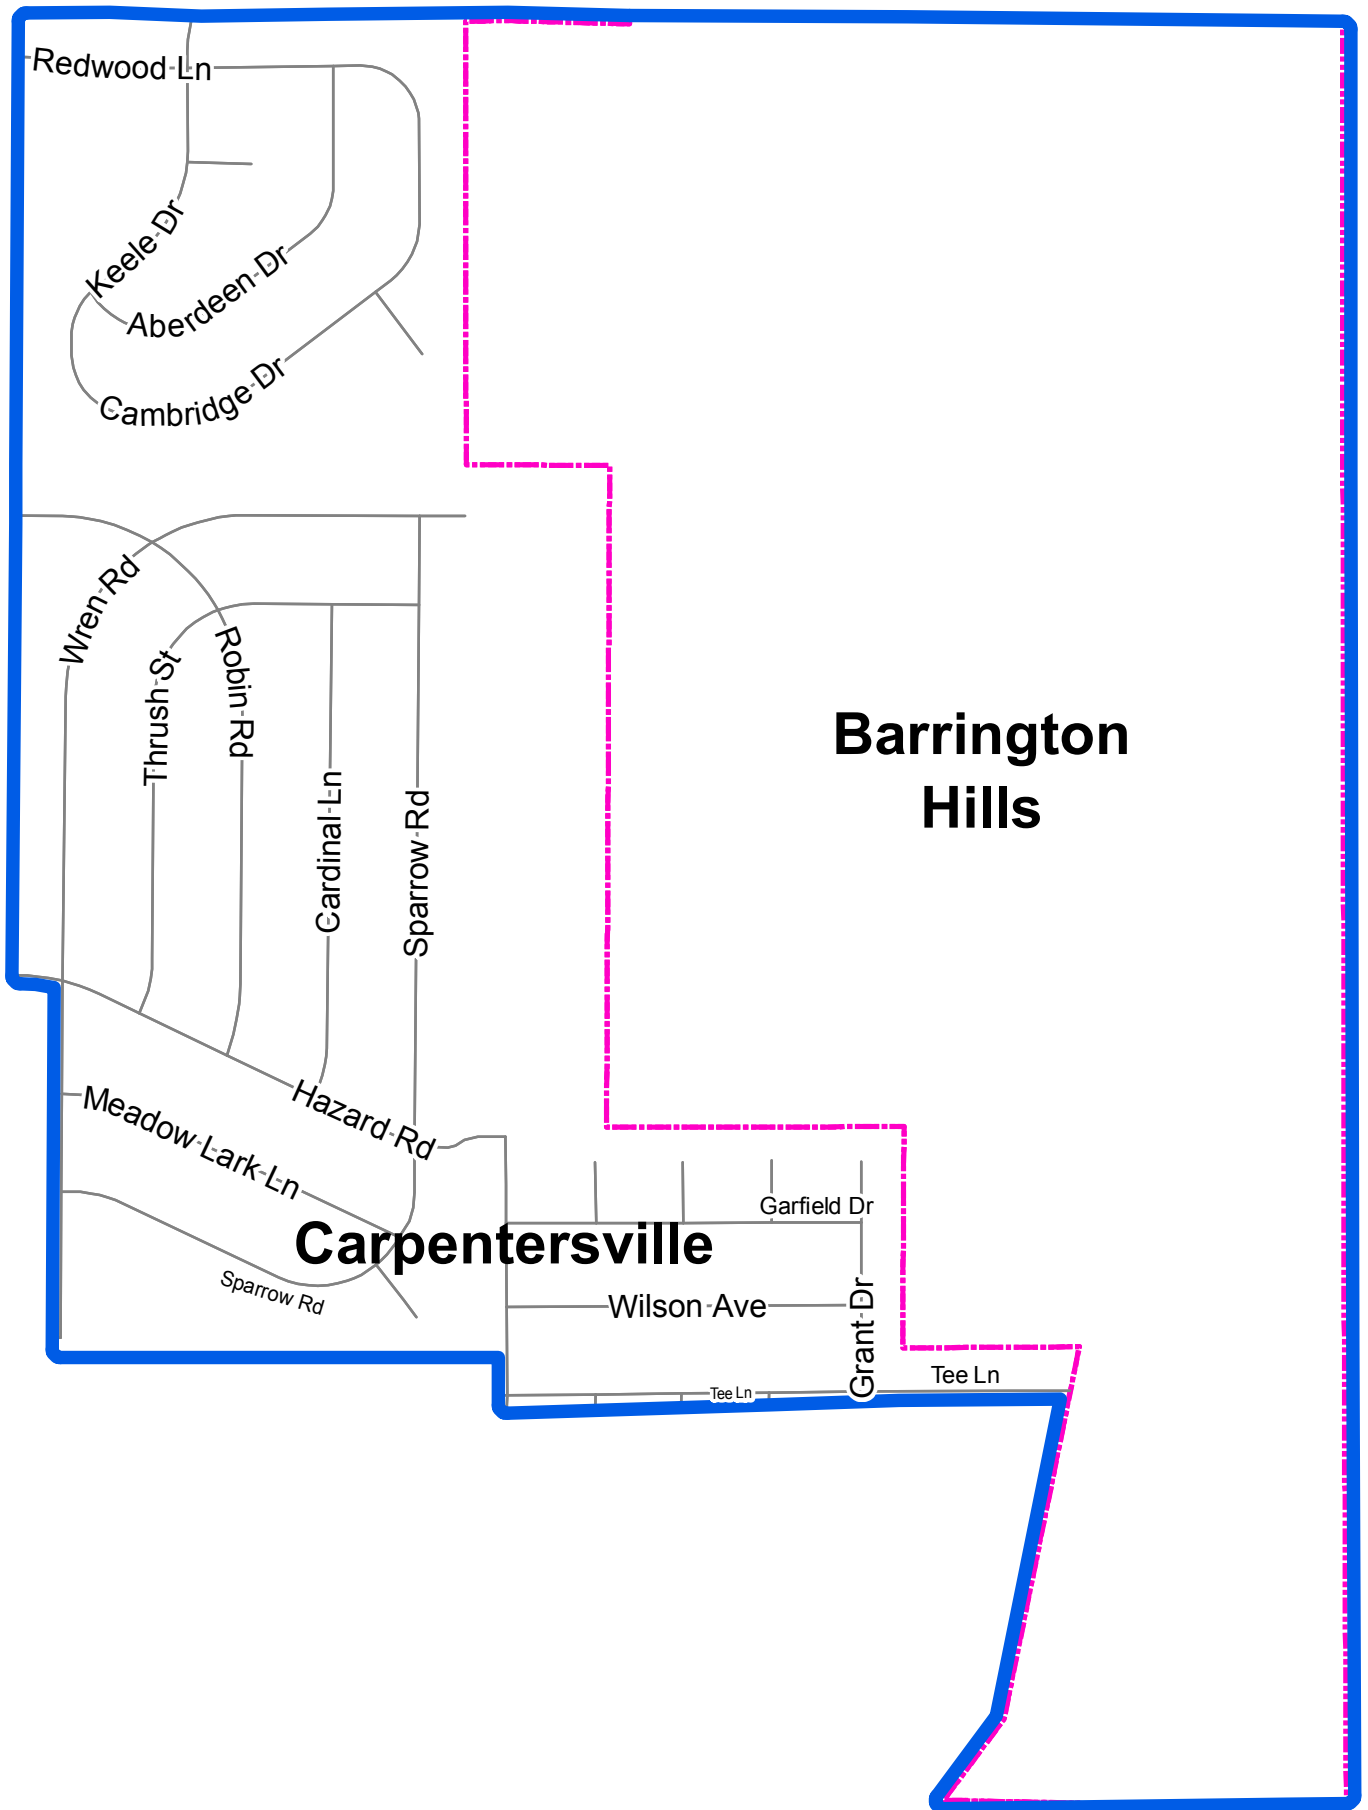 Redwood Ln
Keele Dr
Aberdeen Dr
Cambridge Dr
Wren Rd
Thrush St
Robin Rd
Cardinal Ln
Sparrow Rd
Barrington
Hills
Hazard Rd
Meadow Lark Ln
Garfield Dr
Carpentersville
Sparrow Rd
Wilson Ave
Grant Dr
Tee Ln
Tee Ln